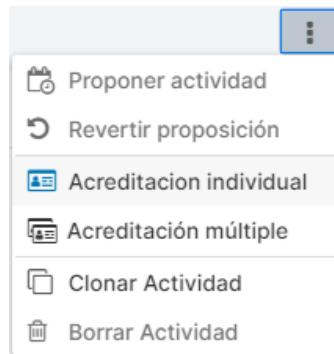 Proponer actividad
Revertir proposición
Acreditacion individual
Acreditación múltiple
Clonar Actividad
Borrar Actividad